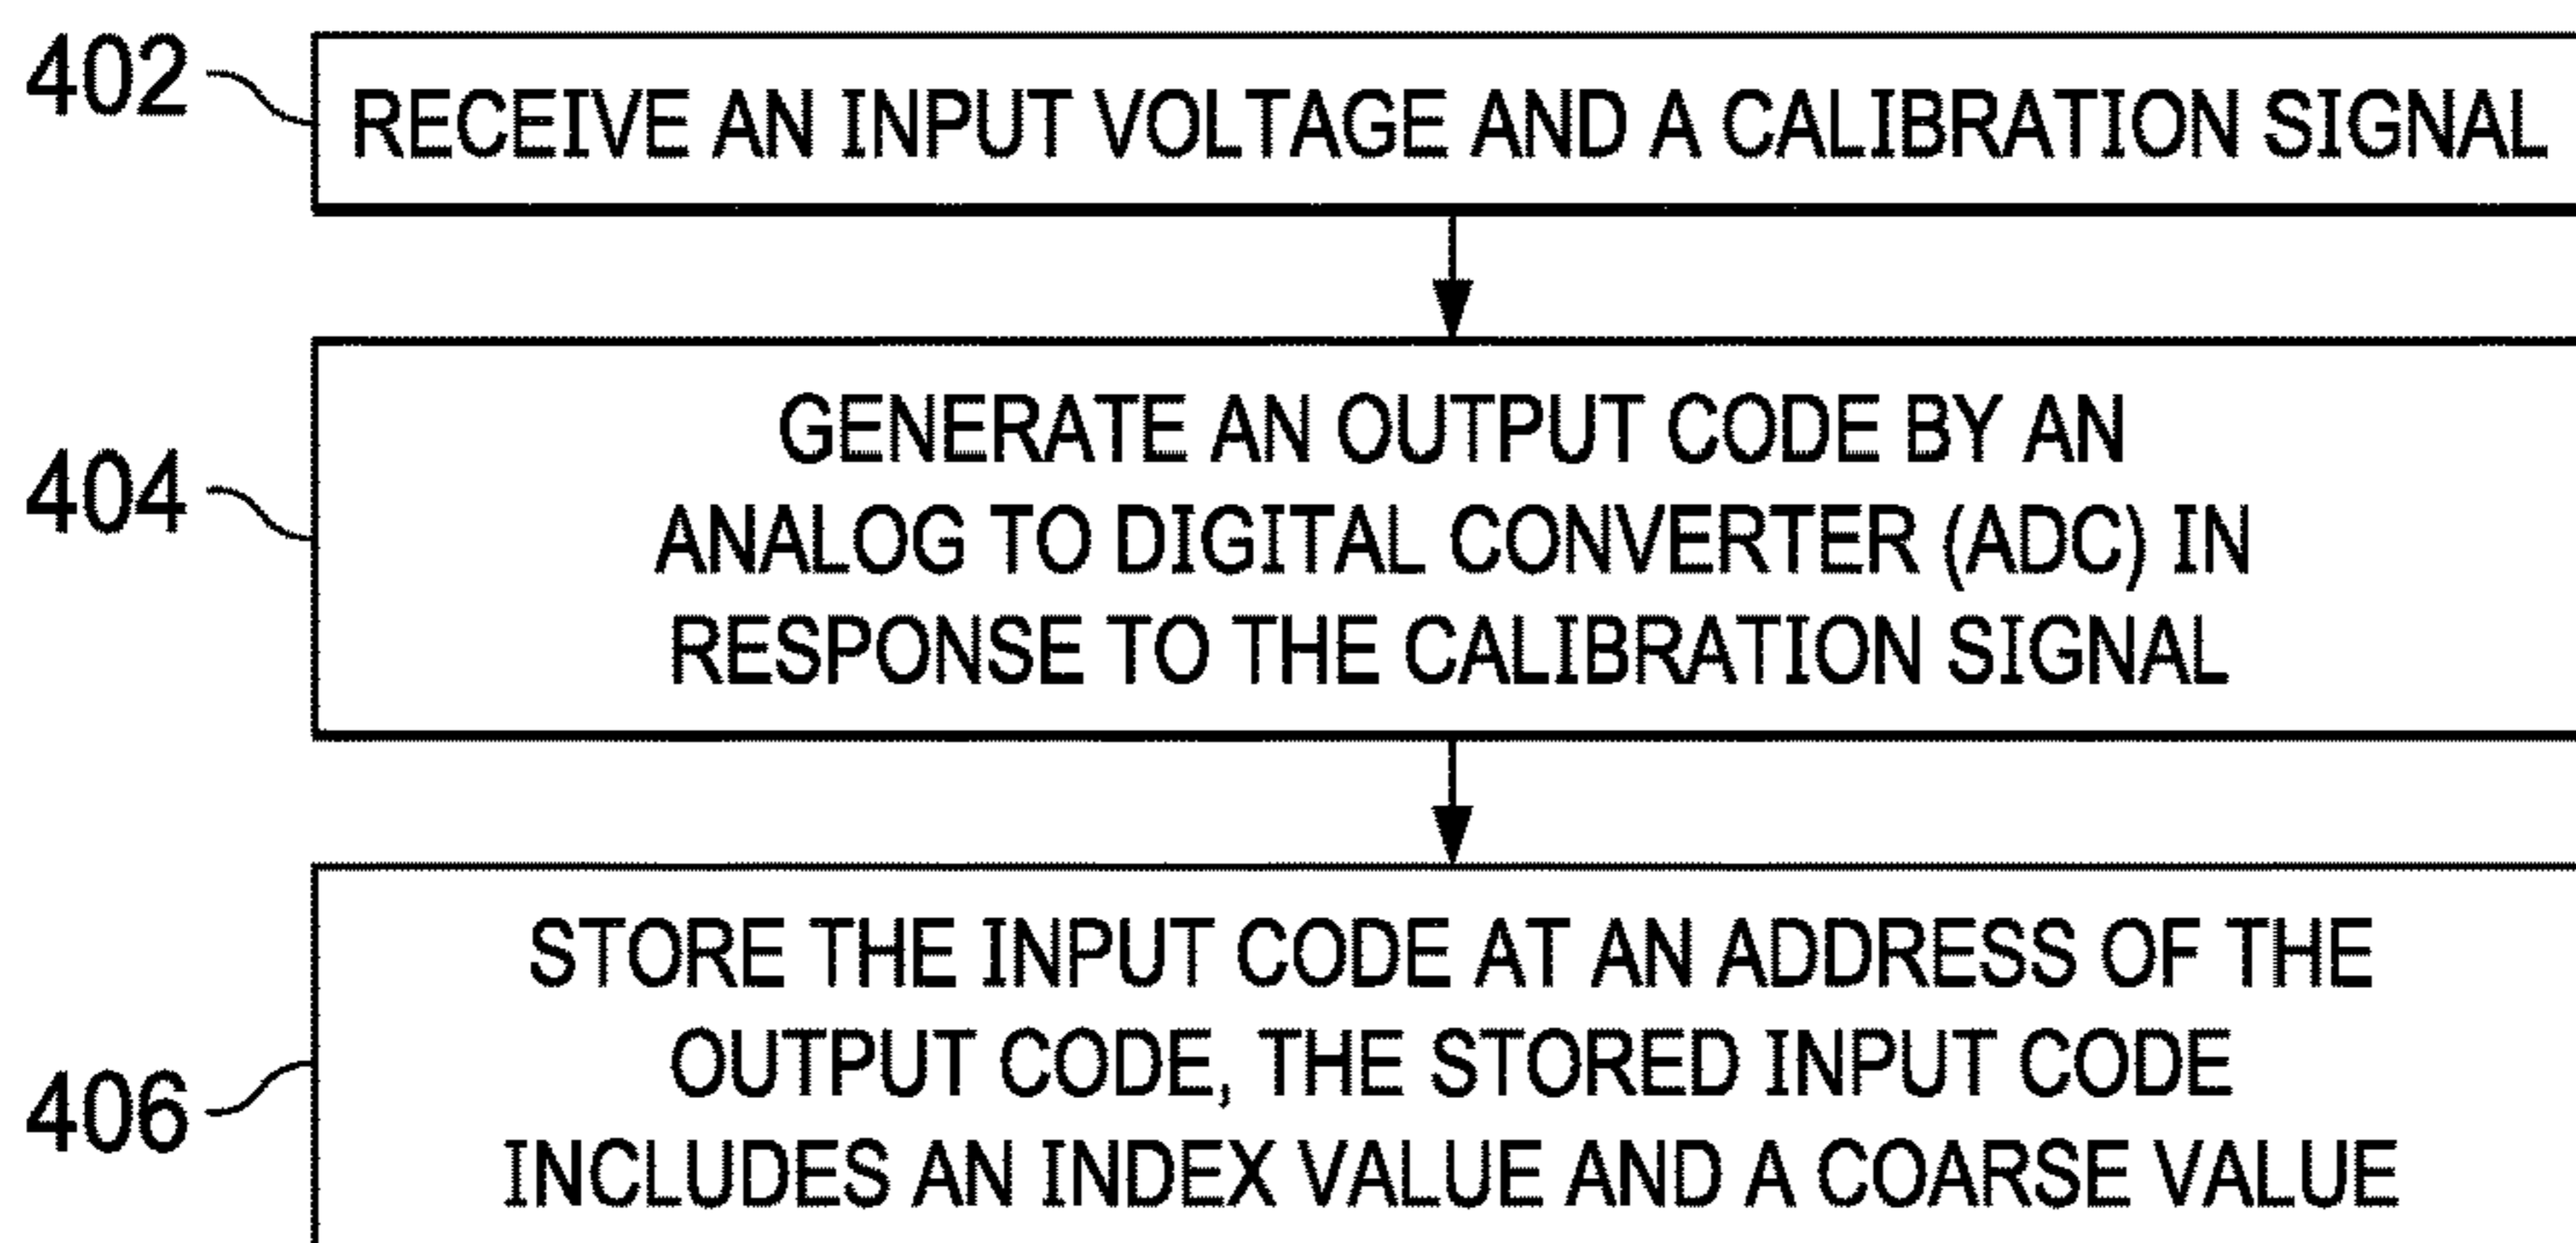 402
RECEIVE AN INPUT VOLTAGE AND A CALIBRATION SIGNAL
404
GENERATE AN OUTPUT CODE BY AN
ANALOG TO DIGITAL CONVERTER (ADC) IN
RESPONSE TO THE CALIBRATION SIGNAL
406
STORE THE INPUT CODE AT AN ADDRESS OF THE
OUTPUT CODE, THE STORED INPUT CODE
INCLUDES AN INDEX VALUE AND A COARSE VALUE